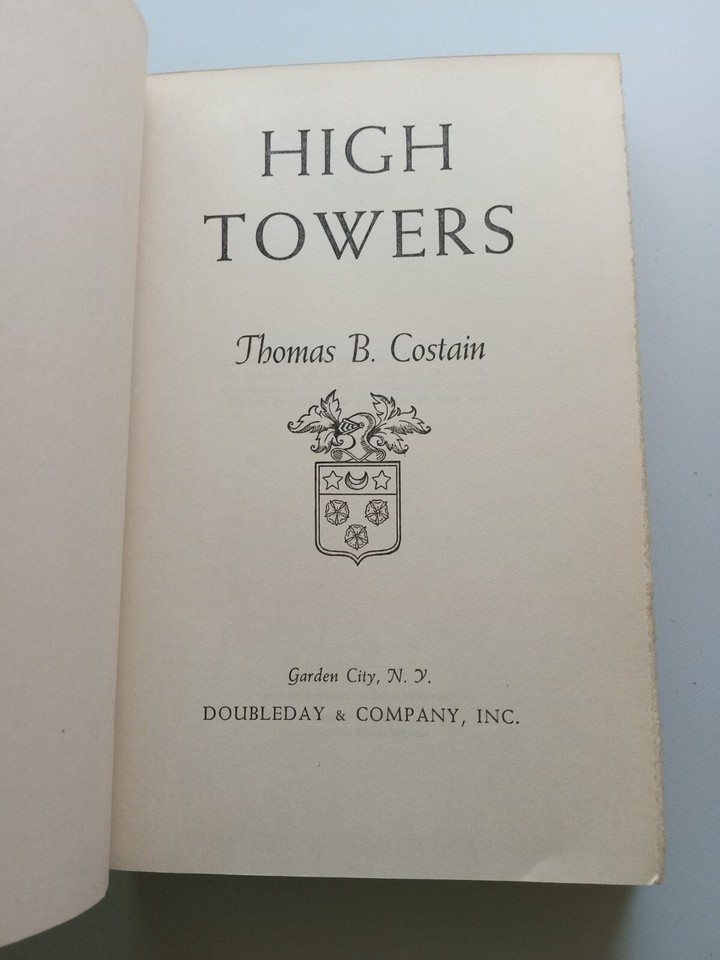 HIGH
TOWERS
Thomas B. Costain
Garden City, N. Y.
DOUBLEDAY & COMPANY, INC.